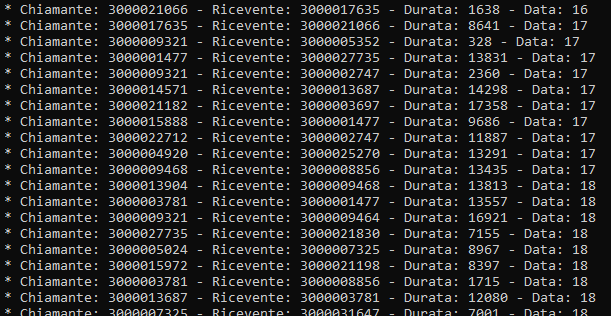 * Chiamante: 3000021066 - Ricevente: 3000017635 - Durata: 1638 - Data: 16
* Chiamante: 3000017635 - Ricevente: 3000021066 - Durata: 8641 - Data: 17
* Chiamante: 3000009321 - Ricevente: 3000005352 - Durata: 328 - Data: 17
* Chiamante: 3000001477 - Ricevente: 3000027735 - Durata: 13831 - Data: 17
* Chiamante: 3000009321 - Ricevente: 3000002747 - Durata: 2360 - Data: 17
* Chiamante: 3000014571 - Ricevente: 3000013687 - Durata: 14298 - Data: 17
* Chiamante: 3000021182 - Ricevente: 3000003697 - Durata: 17358 - Data: 17
* Chiamante: 3000015888 - Ricevente: 3000001477 - Durata: 9686 - Data: 17
* Chiamante: 3000022712 - Ricevente: 3000002747 - Durata: 11887 - Data: 17
* Chiamante: 3000004920 - Ricevente: 3000025270 - Durata: 13291 - Data: 17
* Chiamante: 3000009468 - Ricevente: 3000008856 - Durata: 13435 - Data: 17
* Chiamante: 3000013904 - Ricevente: 3000009468 - Durata: 13813 - Data: 18
* Chiamante: 3000003781 - Ricevente: 3000001477 - Durata: 13557 - Data: 18
* Chiamante: 3000009321 - Ricevente: 3000009464 - Durata: 16921 - Data: 18
* Chiamante: 3000027735 - Ricevente: 3000021830 - Durata: 7155 - Data: 18
* Chiamante: 3000005024 - Ricevente: 3000007325 - Durata: 8967 - Data: 18
* Chiamante: 3000015972 - Ricevente: 3000021198 - Durata: 8397 - Data: 18
* Chiamante: 3000003781 - Ricevente: 3000008856 - Durata: 1715 - Data: 18
* Chiamante: 3000013687 - Ricevente: 3000003781 - Durata: 12080 - Data: 18
* Chiamante: 3000007325 - Ricevente: 3000031647 - Durata: 7001 - Data: 18